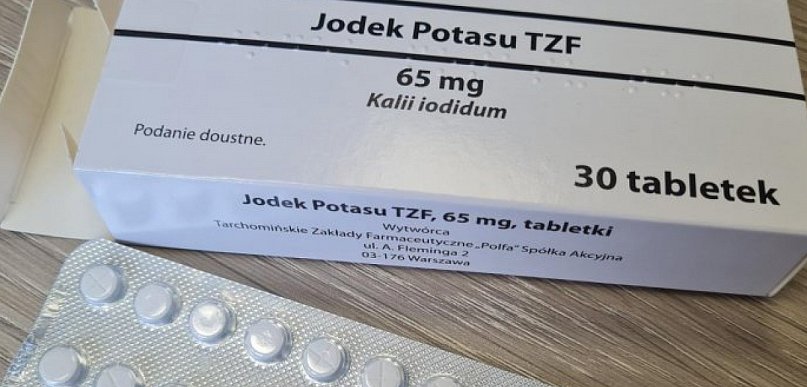 Jodek Potasu TZF
65 mg
Kalii iodidum
Podanie doustne.
30 tabletek
Jodek Potasu TZF, 65 mg, tabletki
Wytwórca
Tarchomińskie Zakłady Farmaceutyczne „Polfa” Spółka Akcyjna
ul. A. Fleminga 2
03-176 Warszawa